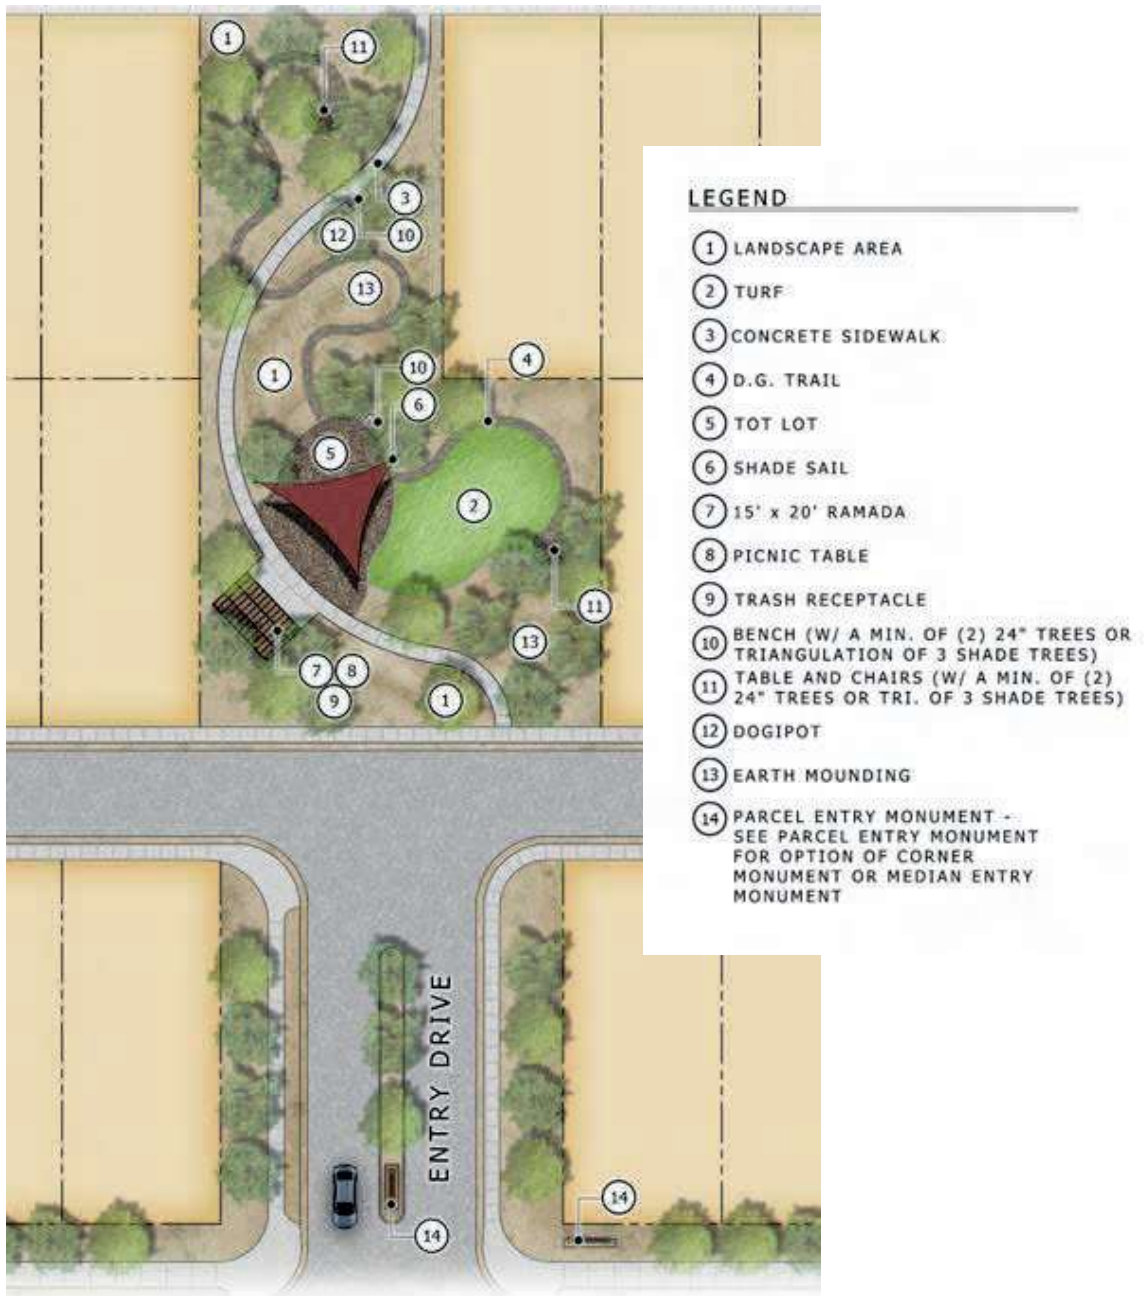 1
11
3
12 10
13
1
10
4
6
5
2
11
13
7 8
9
1
ENTRY DRIVE
14
14
LEGEND
1 LANDSCAPE AREA
2 TURF
3 CONCRETE SIDEWALK
4 D.G. TRAIL
5 TOT LOT
6 SHADE SAIL
7 15' x 20' RAMADA
8 PICNIC TABLE
9 TRASH RECEPTACLE
10 BENCH (W/ A MIN. OF (2) 24" TREES OR
TRIANGULATION OF 3 SHADE TREES)
11 TABLE AND CHAIRS (W/ A MIN. OF (2)
24" TREES OR TRI. OF 3 SHADE TREES)
12 DOGIPOT
13 EARTH MOUNDING
14 PARCEL ENTRY MONUMENT -
SEE PARCEL ENTRY MONUMENT
FOR OPTION OF CORNER
MONUMENT OR MEDIAN ENTRY
MONUMENT